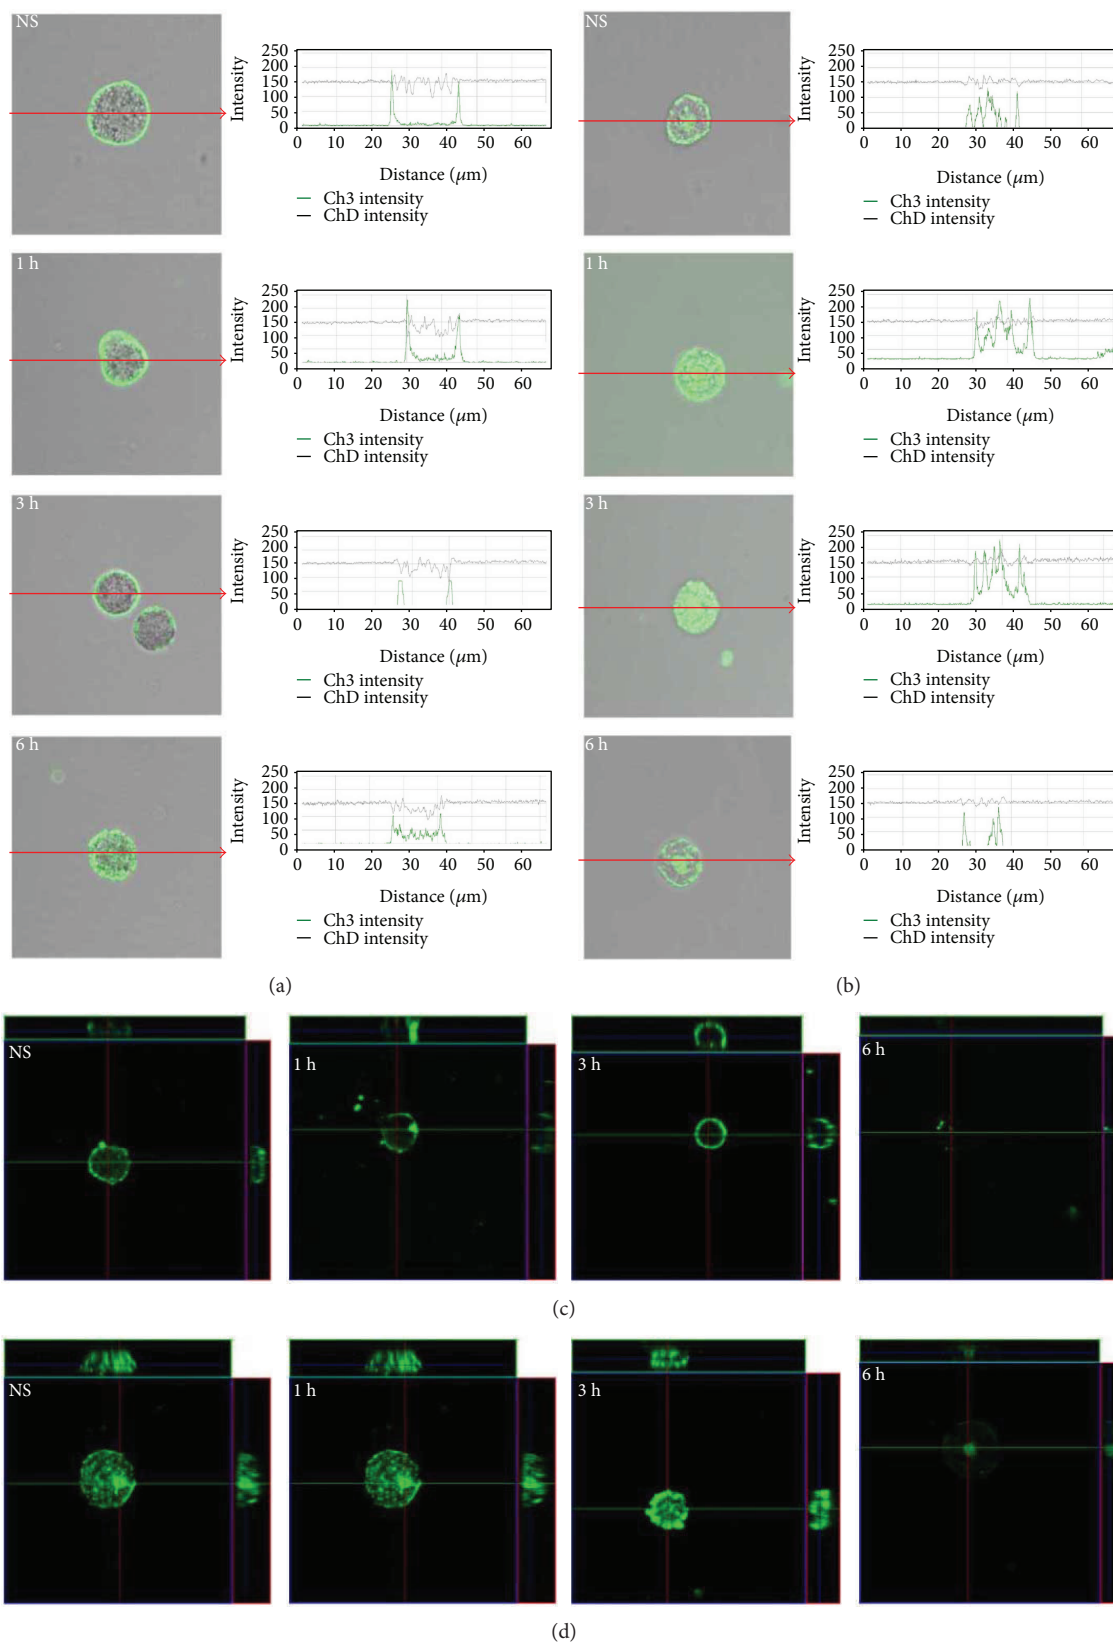 NS
Intensity
250
200
150
100
50
0
0 10 20 30 40 50 60
Distance (μm)
Ch3 intensity
ChD intensity
NS
Intensity
250
200
150
100
50
0
0 10 20 30 40 50 60
Distance (μm)
Ch3 intensity
ChD intensity
1 h
Intensity
250
200
150
100
50
0
0 10 20 30 40 50 60
Distance (μm)
Ch3 intensity
ChD intensity
1 h
Intensity
250
200
150
100
50
0
0 10 20 30 40 50 60
Distance (μm)
Ch3 intensity
ChD intensity
3 h
Intensity
250
200
150
100
50
0
0 10 20 30 40 50 60
Distance (μm)
Ch3 intensity
ChD intensity
3 h
Intensity
250
200
150
100
50
0
0 10 20 30 40 50 60
Distance (μm)
Ch3 intensity
ChD intensity
6 h
Intensity
250
200
150
100
50
0
0 10 20 30 40 50 60
Distance (μm)
Ch3 intensity
ChD intensity
6 h
Intensity
250
200
150
100
50
0
0 10 20 30 40 50 60
Distance (μm)
Ch3 intensity
ChD intensity
(a)
(b)
NS
1 h
3 h
6 h
(c)
NS
1 h
3 h
6 h
(d)